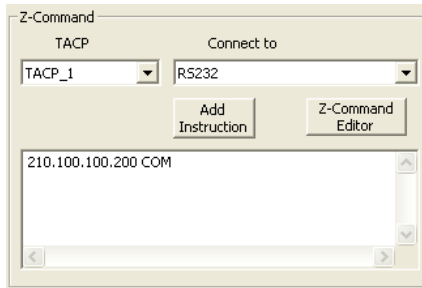 Z-Command
TACP Connect to
TACP_1 RS232
Add Instruction
Z-Command Editor
210.100.100.200 COM